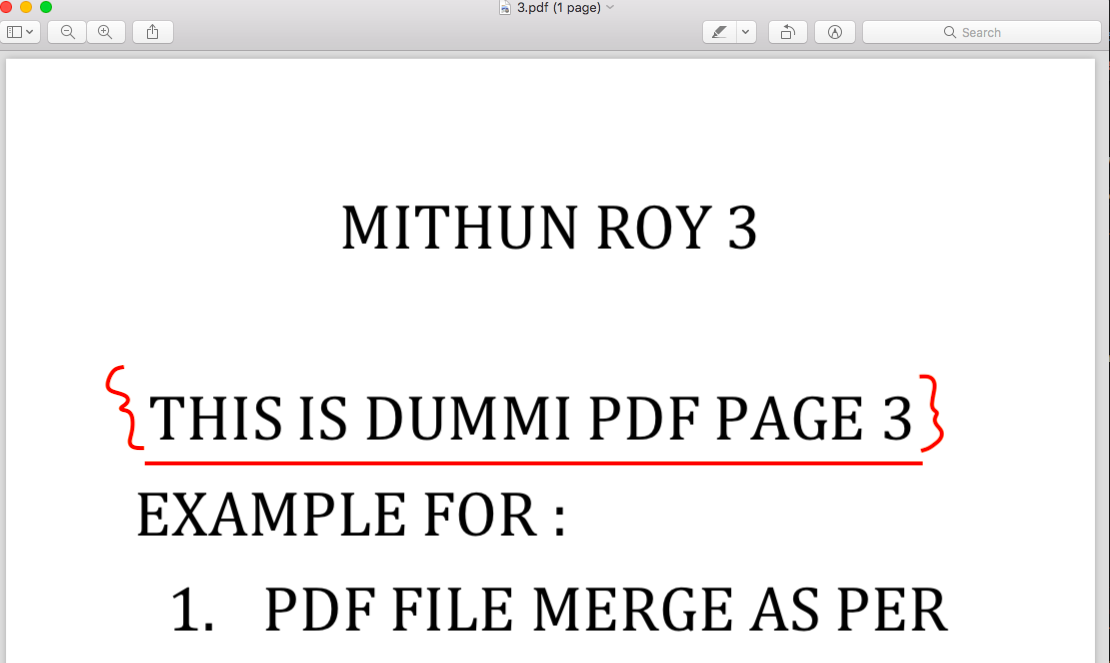 3.pdf (1 page)
Search
MITHUN ROY 3
THIS IS DUMMI PDF PAGE 3
EXAMPLE FOR :
1. PDF FILE MERGE AS PER